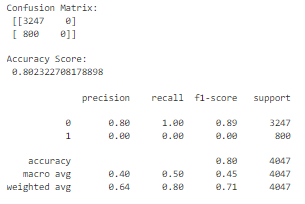 Confusion Matrix:
[[3247 0]
[ 800 0]]
Accuracy Score:
0.802322708178898
precision recall f1-score support
0 0.80 1.00 0.89 3247
1 0.00 0.00 0.00 800
accuracy 0.80 4047
macro avg 0.40 0.50 0.45 4047
weighted avg 0.64 0.80 0.71 4047